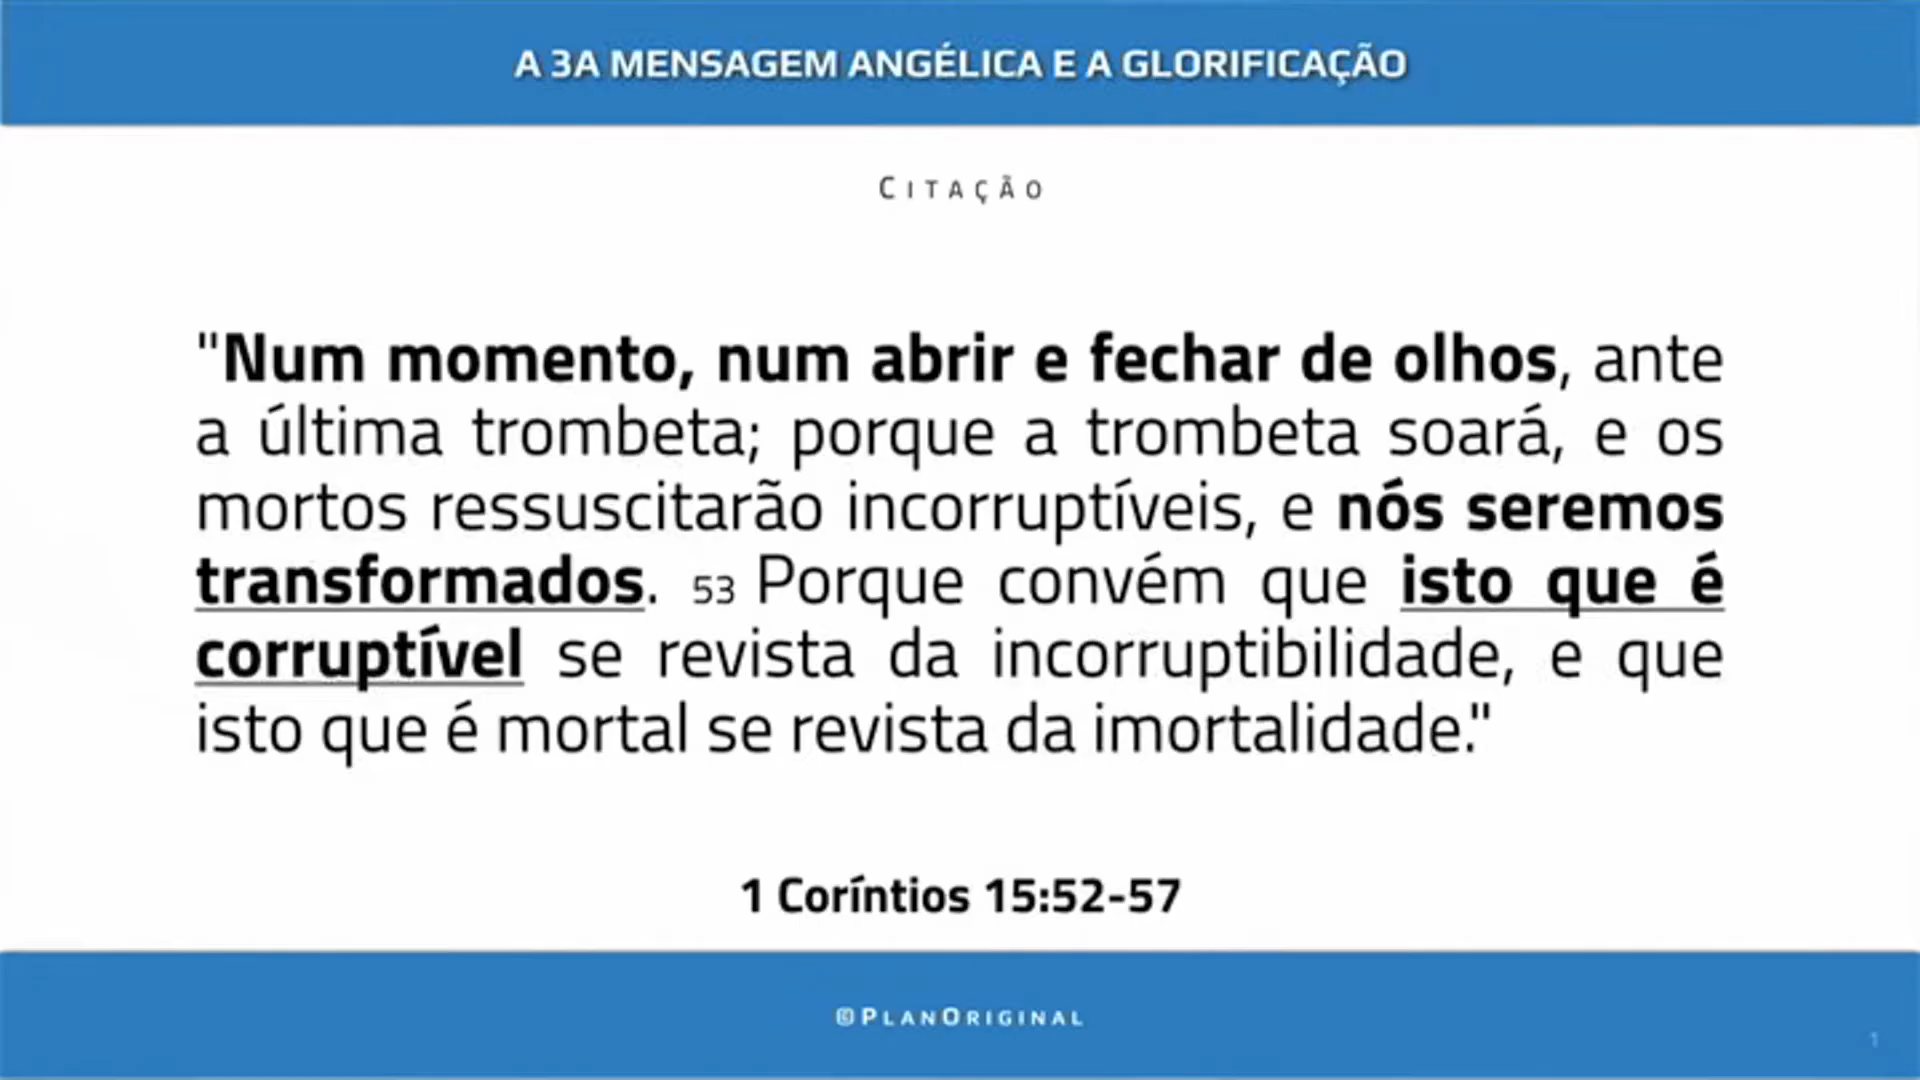 A 3A MENSAGEM ANGÉLICA E A GLORIFICAÇÃO
CITAÇÃO
"Num momento, num abrir e fechar de olhos, ante
a última trombeta; porque a trombeta soará, e os
mortos ressuscitarão incorruptíveis, e nós seremos
transformados. 53 Porque convém que isto que é
corruptível se revista da incorruptibilidade, e que
isto que é mortal se revista da imortalidade."
1 Coríntios 15:52-57
@PLANORIGINAL
1